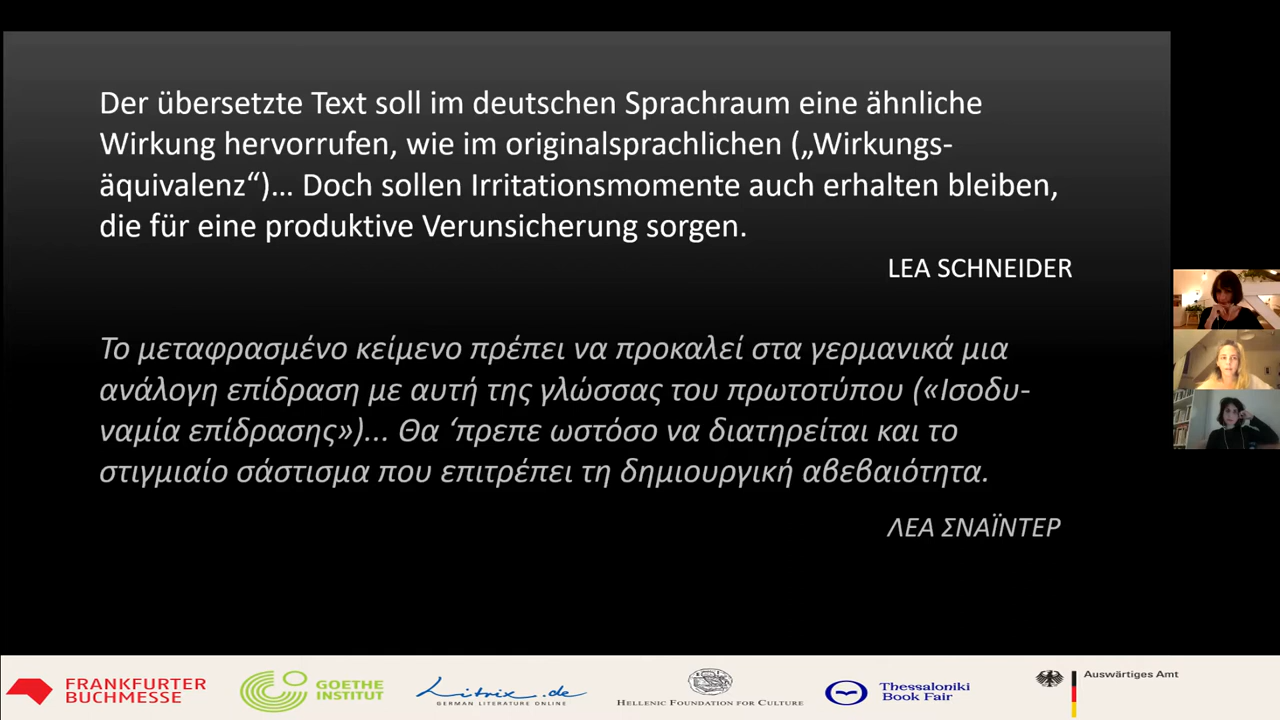 Der übersetzte Text soll im deutschen Sprachraum eine ähnliche
Wirkung hervorrufen, wie im originalsprachlichen („Wirkungs-
äquivalenz“)… Doch sollen Irritationsmomente auch erhalten bleiben,
die für eine produktive Verunsicherung sorgen.
LEA SCHNEIDER
Το μεταφρασμένο κείμενο πρέπει να προκαλεί στα γερμανικά μια
ανάλογη επίδραση με αυτή της γλώσσας του πρωτοτύπου («Ισοδυ-
ναμία επίδρασης»)... Θα ‘πρεπε ωστόσο να διατηρείται και το
στιγμιαίο σάστισμα που επιτρέπει τη δημιουργική αβεβαιότητα.
ΛΕΑ ΣΝΑΪΝΤΕΡ
FRANKFURTER
BUCHMESSE
GOETHE
INSTITUT
Litrix.de
GERMAN LITERATURE ONLINE
HELLENIC FOUNDATION FOR CULTURE
Thessaloniki
Book Fair
Auswärtiges Amt